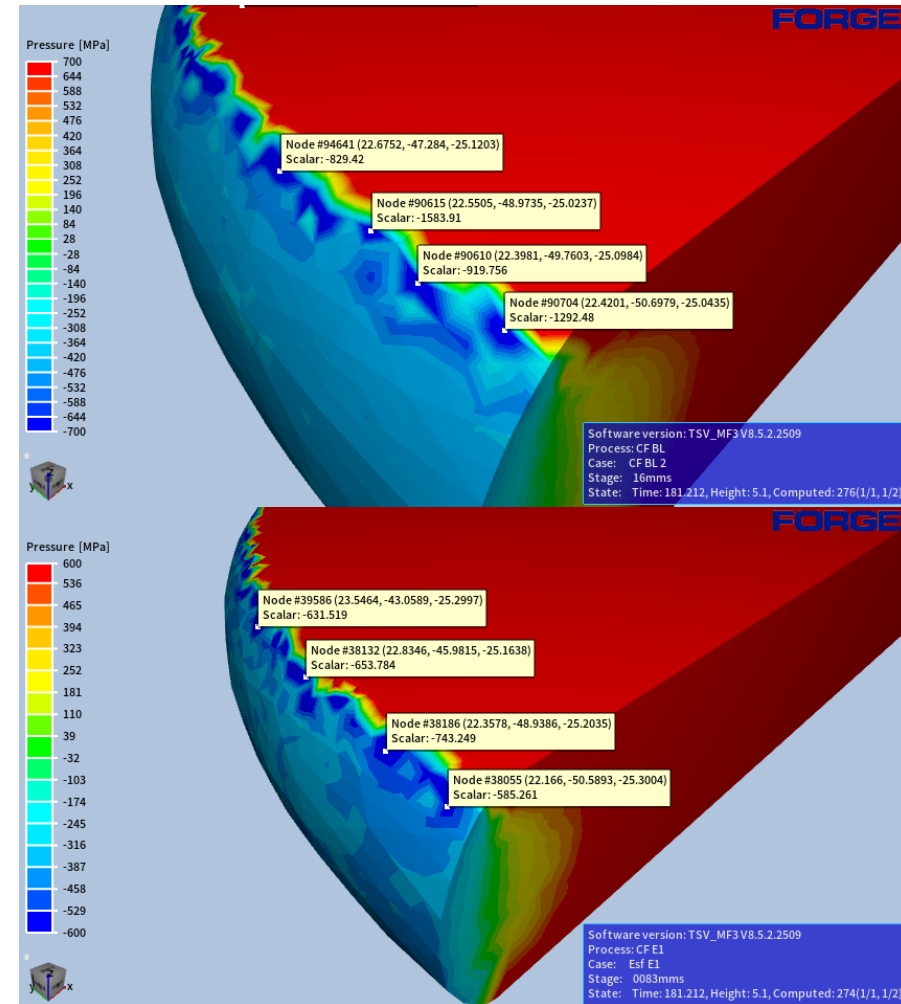 FORGE
Pressure [MPa]
700
644
588
532
476
420
364
308
252
196
140
84
28
-28
-84
-140
-196
-252
-308
-364
-420
-476
-532
-588
-644
-700
Node #94641 (22.6752, -47.284, -25.1203)
Scalar: -829.42
Node #90615 (22.5505, -48.9735, -25.0237)
Scalar: -1583.91
Node #90610 (22.3981, -49.7603, -25.0984)
Scalar: -919.756
Node #90704 (22.4201, -50.6979, -25.0435)
Scalar: -1292.48
Software version: TSV_MF3 V8.5.2.2509
Process: CF BL
Case: CF BL 2
Stage: 16mms
State: Time: 181.212, Height: 5.1, Computed: 276(1/1, 1/2)
y
z
x
FORGE
Pressure [MPa]
600
536
465
394
323
252
181
110
39
-32
-103
-174
-245
-316
-387
-458
-529
-600
Node #39586 (23.5464, -43.0589, -25.2997)
Scalar: -631.519
Node #38132 (22.8346, -45.9815, -25.1638)
Scalar: -653.784
Node #38186 (22.3578, -48.9386, -25.2035)
Scalar: -743.249
Node #38055 (22.166, -50.5893, -25.3004)
Scalar: -585.261
Software version: TSV_MF3 V8.5.2.2509
Process: CF E1
Case: Esf E1
Stage: 0083mms
State: Time: 181.212, Height: 5.1, Computed: 274(1/1, 1/2)
y
z
x